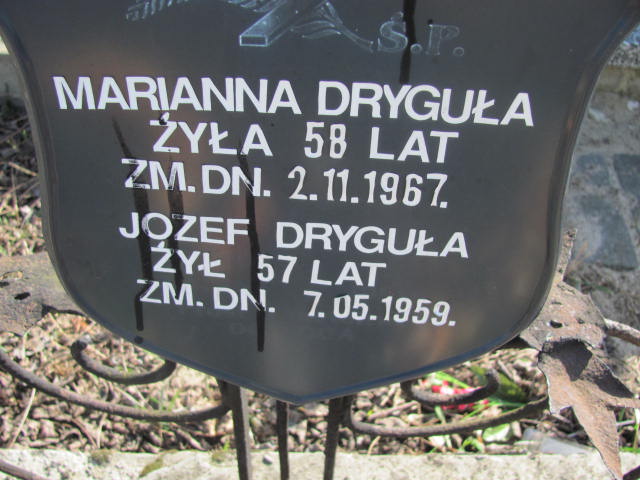 Ś.P.
MARIANNA DRYGUŁA
ŻYŁA 58 LAT
ZM. DN. 2.11.1967.
JOZEF DRYGUŁA
ŻYŁ 57 LAT
ZM. DN. 7.05.1959.